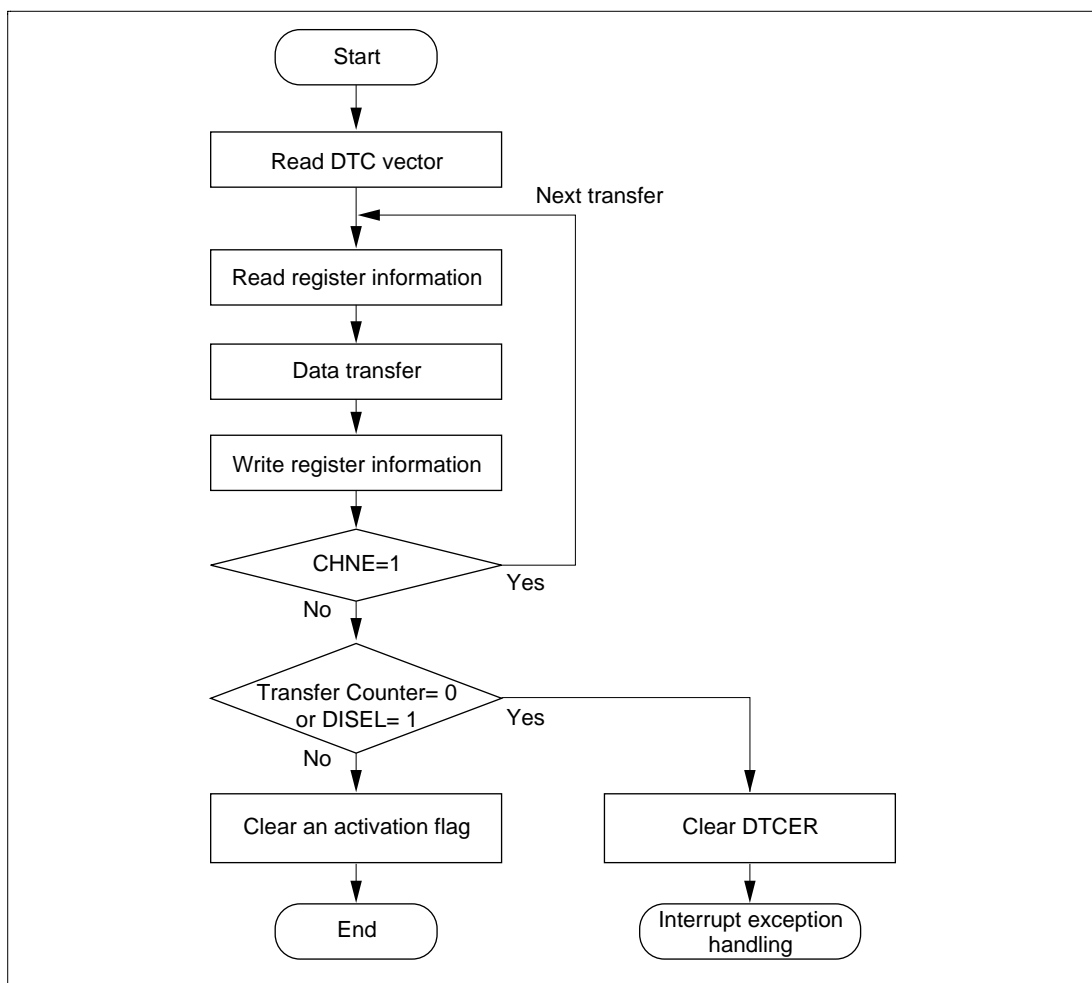 Start
Read DTC vector
Next transfer
Read register information
Data transfer
Write register information
CHNE=1
Yes
No
Transfer Counter= 0
or DISEL= 1
Yes
No
Clear an activation flag
Clear DTCER
End
Interrupt exception
handling